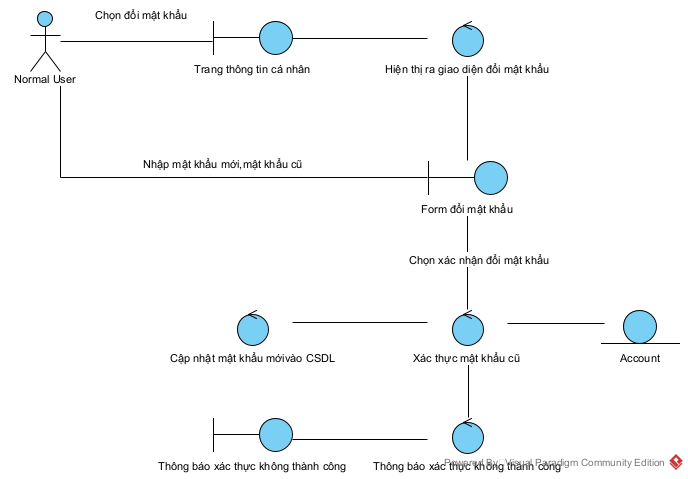 Chọn đổi mật khẩu
Normal User
Trang thông tin cá nhân
Hiện thị ra giao diện đổi mật khẩu
Nhập mật khẩu mới,mật khẩu cũ
Form đổi mật khẩu
Chọn xác nhận đổi mật khẩu
Cập nhật mật khẩu mớivào CSDL
Xác thực mật khẩu cũ
Account
Thông báo xác thực không thành công
Thông báo xác thực không thành công
Powered By: Visual Paradigm Community Edition